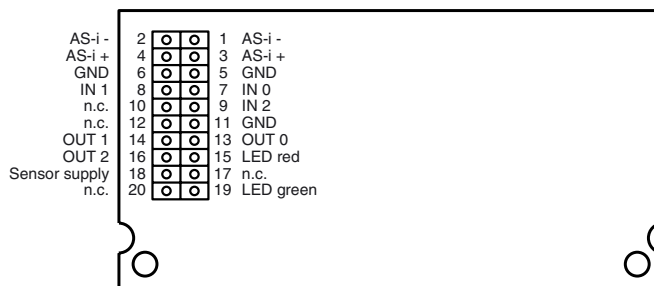 AS-i - 2 1 AS-i -
AS-i + 4 3 AS-i +
GND 6 5 GND
IN 1 8 7 IN 0
n.c. 10 9 IN 2
n.c. 12 11 GND
OUT 1 14 13 OUT 0
OUT 2 16 15 LED red
Sensor supply 18 17 n.c.
n.c. 20 19 LED green